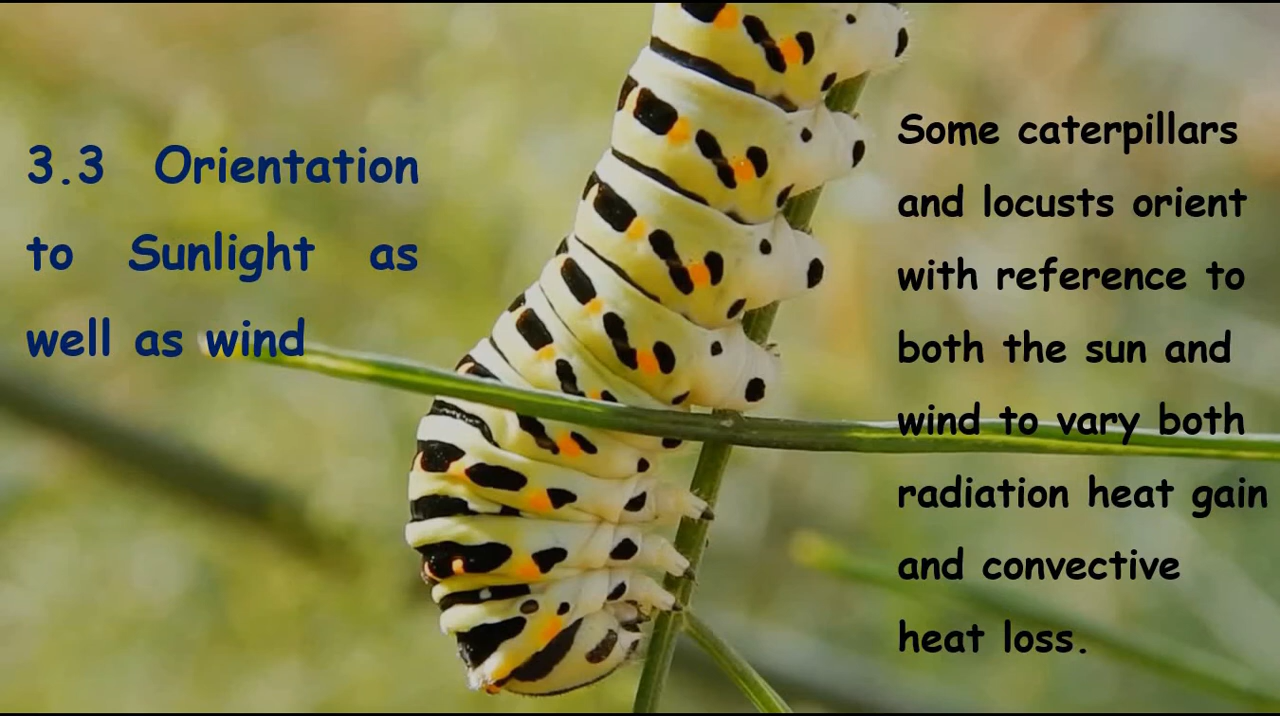 3.3 Orientation
to Sunlight as
well as wind
Some caterpillars
and locusts orient
with reference to
both the sun and
wind to vary both
radiation heat gain
and convective
heat loss.